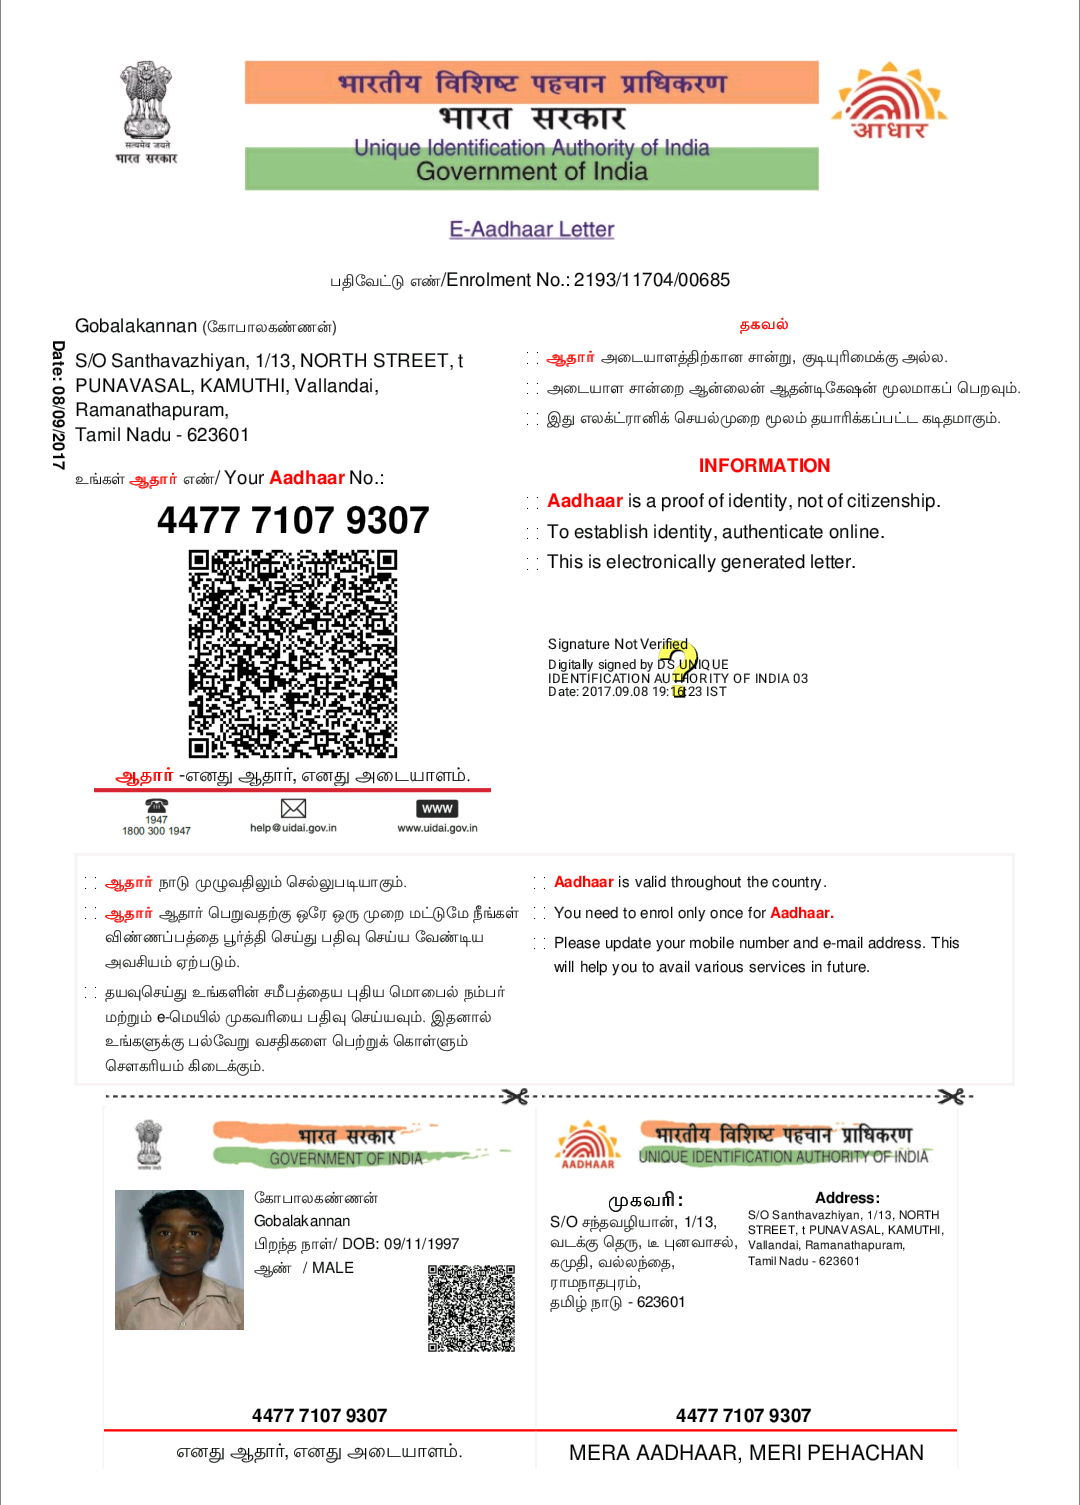 भारतीय विशिष्ट पहचान प्राधिकरण
भारत सरकार
Unique Identification Authority of India
Government of India
सत्यमेव जयते
भारत सरकार
आधार
E-Aadhaar Letter
பதிவேட்டு எண்/Enrolment No.: 2193/11704/00685
Date: 08/09/2017
Gobalakannan (கோபாலகண்ணன்)
S/O Santhavazhiyan, 1/13, NORTH STREET, t
PUNAVASAL, KAMUTHI, Vallandai,
Ramanathapuram,
Tamil Nadu - 623601
உங்கள் ஆதார் எண்/ Your Aadhaar No.:
4477 7107 9307
ஆதார் -எனது ஆதார், எனது அடையாளம்.
1947
1800 300 1947
help@uidai.gov.in
www
www.uidai.gov.in
தகவல்
ஆதார் அடையாளத்திற்கான சான்று, குடியுரிமைக்கு அல்ல.
அடையாள சான்றை ஆன்லைன் ஆதன்டிகேஷன் மூலமாகப் பெறவும்.
இது எலக்ட்ரானிக் செயல்முறை மூலம் தயாரிக்கப்பட்ட கடிதமாகும்.
INFORMATION
Aadhaar is a proof of identity, not of citizenship.
To establish identity, authenticate online.
This is electronically generated letter.
Signature Not Verified
Digitally signed by DS UNIQUE
IDENTIFICATION AUTHORITY OF INDIA 03
Date: 2017.09.08 19:16:23 IST
?
ஆதார் நாடு முழுவதிலும் செல்லுபடியாகும்.
ஆதார் ஆதார் பெறுவதற்கு ஒரே ஒரு முறை மட்டுமே நீங்கள்
விண்ணப்பத்தை பூர்த்தி செய்து பதிவு செய்ய வேண்டிய
அவசியம் ஏற்படும்.
தயவுசெய்து உங்களின் சமீபத்தைய புதிய மொபைல் நம்பர்
மற்றும் e-மெயில் முகவரியை பதிவு செய்யவும். இதனால்
உங்களுக்கு பல்வேறு வசதிகளை பெற்றுக் கொள்ளும்
சௌகரியம் கிடைக்கும்.
Aadhaar is valid throughout the country.
You need to enrol only once for Aadhaar.
Please update your mobile number and e-mail address. This
will help you to avail various services in future.
भारत सरकार
GOVERNMENT OF INDIA
கோபாலகண்ணன்
Gobalakannan
பிறந்த நாள்/ DOB: 09/11/1997
ஆண் / MALE
4477 7107 9307
எனது ஆதார், எனது அடையாளம்.
AADHAAR
भारतीय विशिष्ट पहचान प्राधिकरण
UNIQUE IDENTIFICATION AUTHORITY OF INDIA
முகவரி:
S/O சந்தவழியான், 1/13,
வடக்கு தெரு, டீ புனவாசல்,
கமுதி, வல்லந்தை,
ராமநாதபுரம்,
தமிழ் நாடு - 623601
Address:
S/O Santhavazhiyan, 1/13, NORTH
STREET, t PUNAVASAL, KAMUTHI,
Vallandai, Ramanathapuram,
Tamil Nadu - 623601
4477 7107 9307
MERA AADHAAR, MERI PEHACHAN